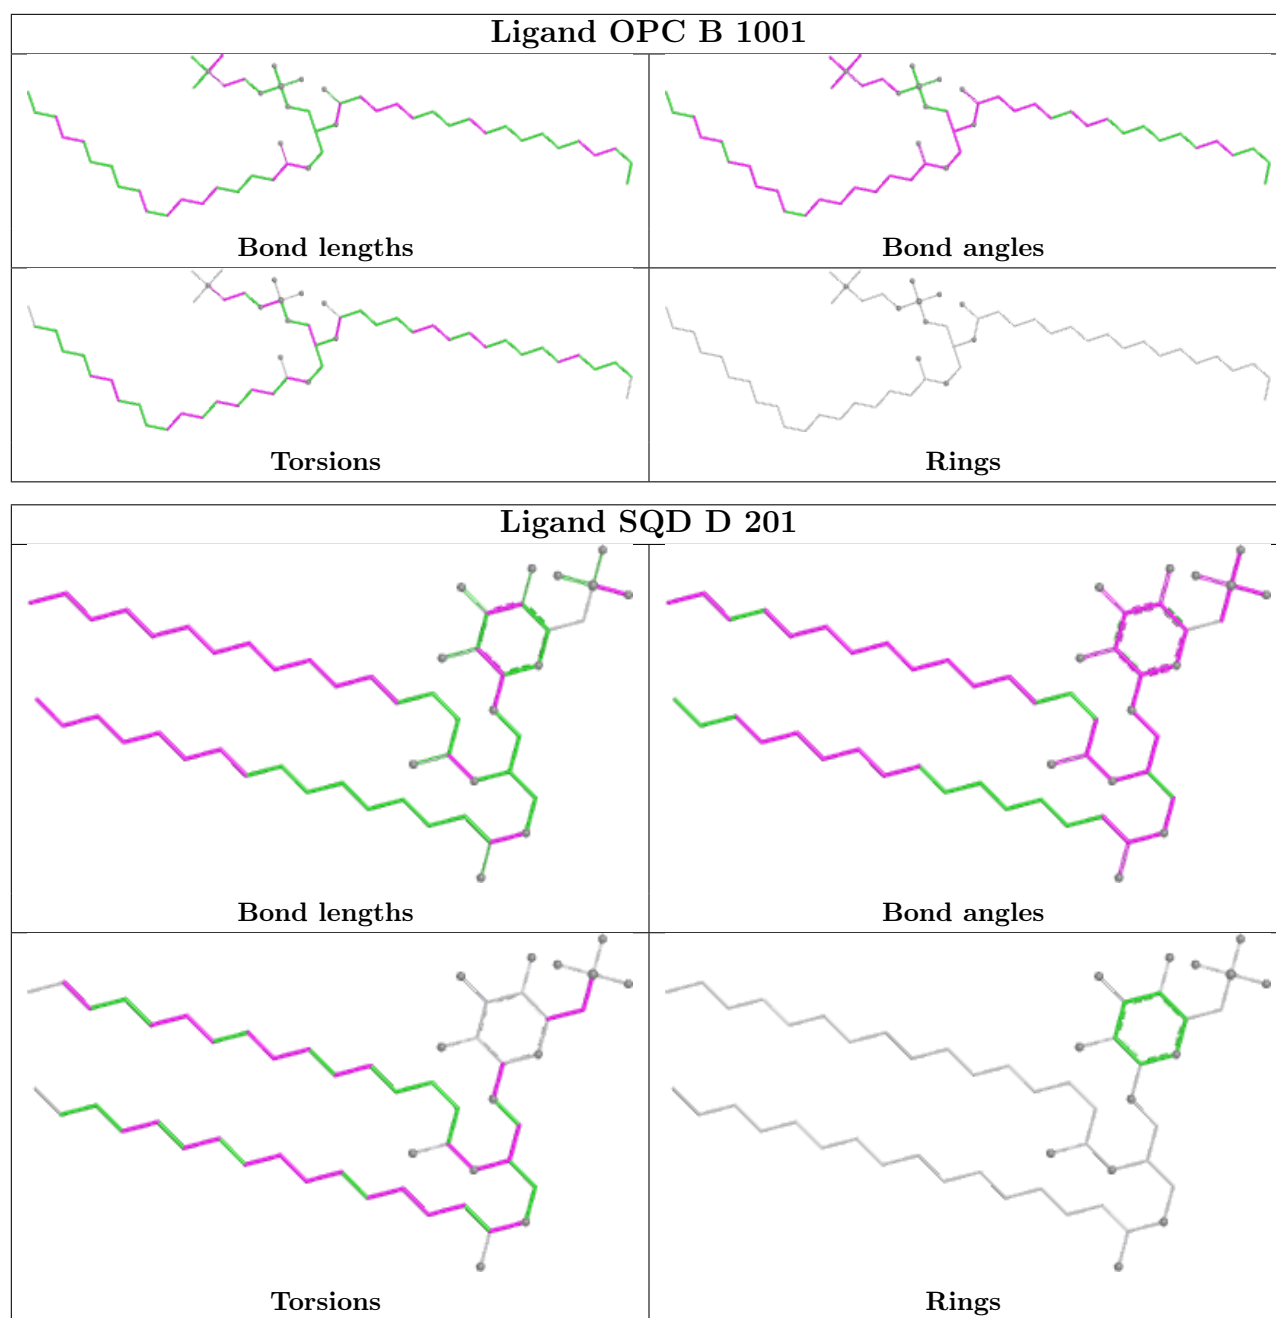 Ligand OPC B 1001
Bond lengths
Bond angles
Torsions
Rings
Ligand SQD D 201
Bond lengths
Bond angles
Torsions
Rings